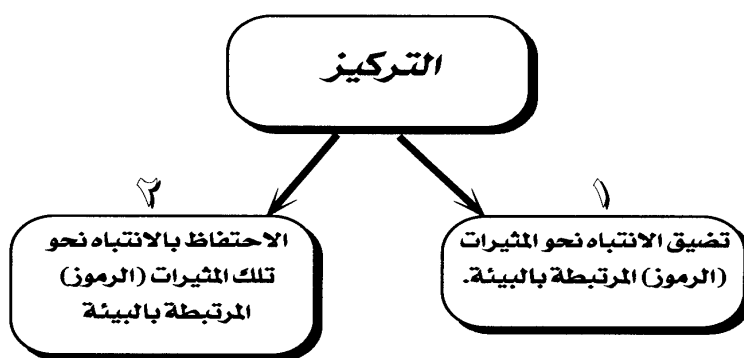 التركيز
١
تضيق الانتباه نحو المثيرات
(الرموز) المرتبطة بالبيئة.
٢
الاحتفاظ بالانتباه نحو
تلك المثيرات (الرموز)
المرتبطة بالبيئة